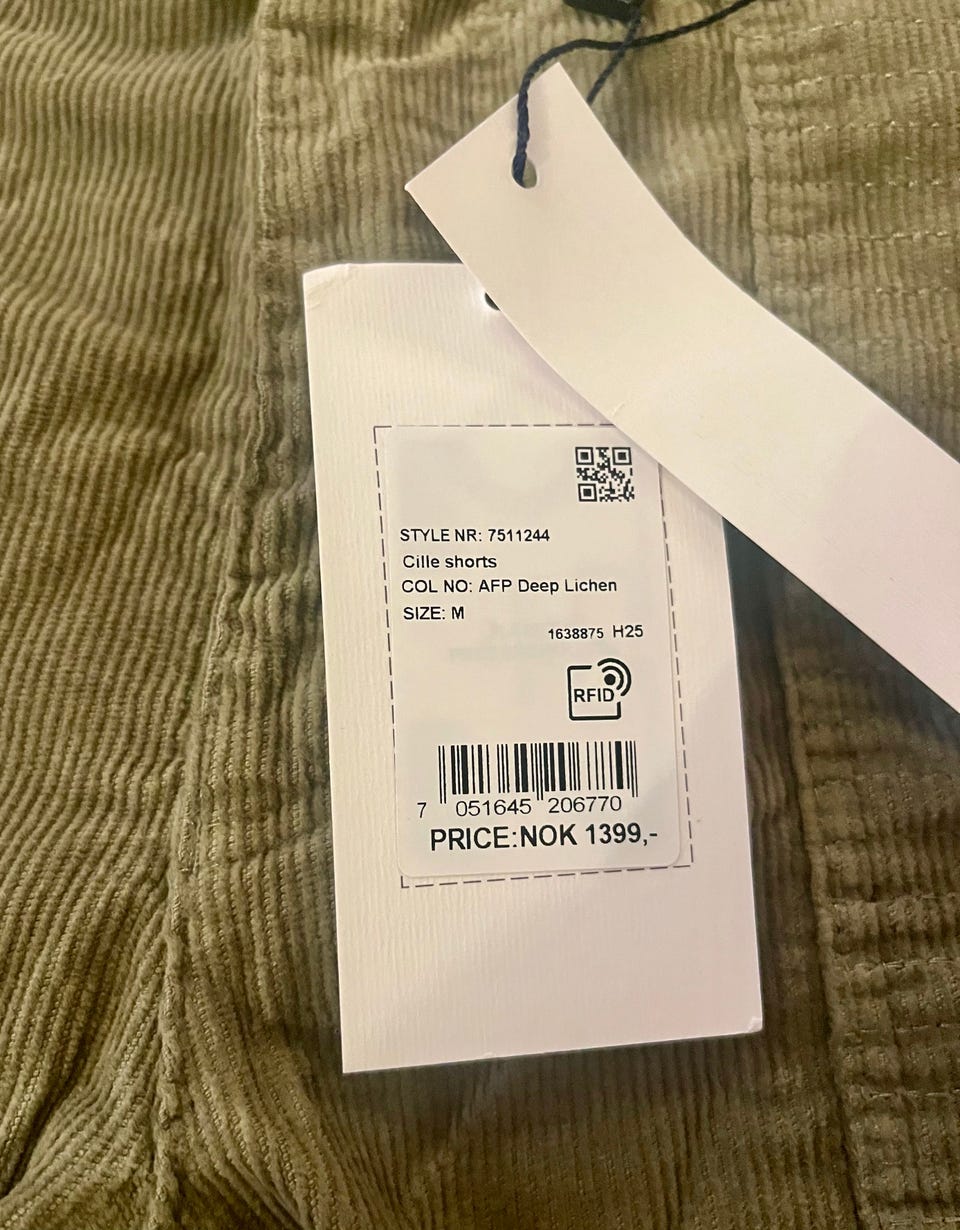 STYLE NR: 7511244
Cille shorts
COL NO: AFP Deep Lichen
SIZE: M
1638875 H25
RFID
7 051645 206770
PRICE:NOK 1399,-